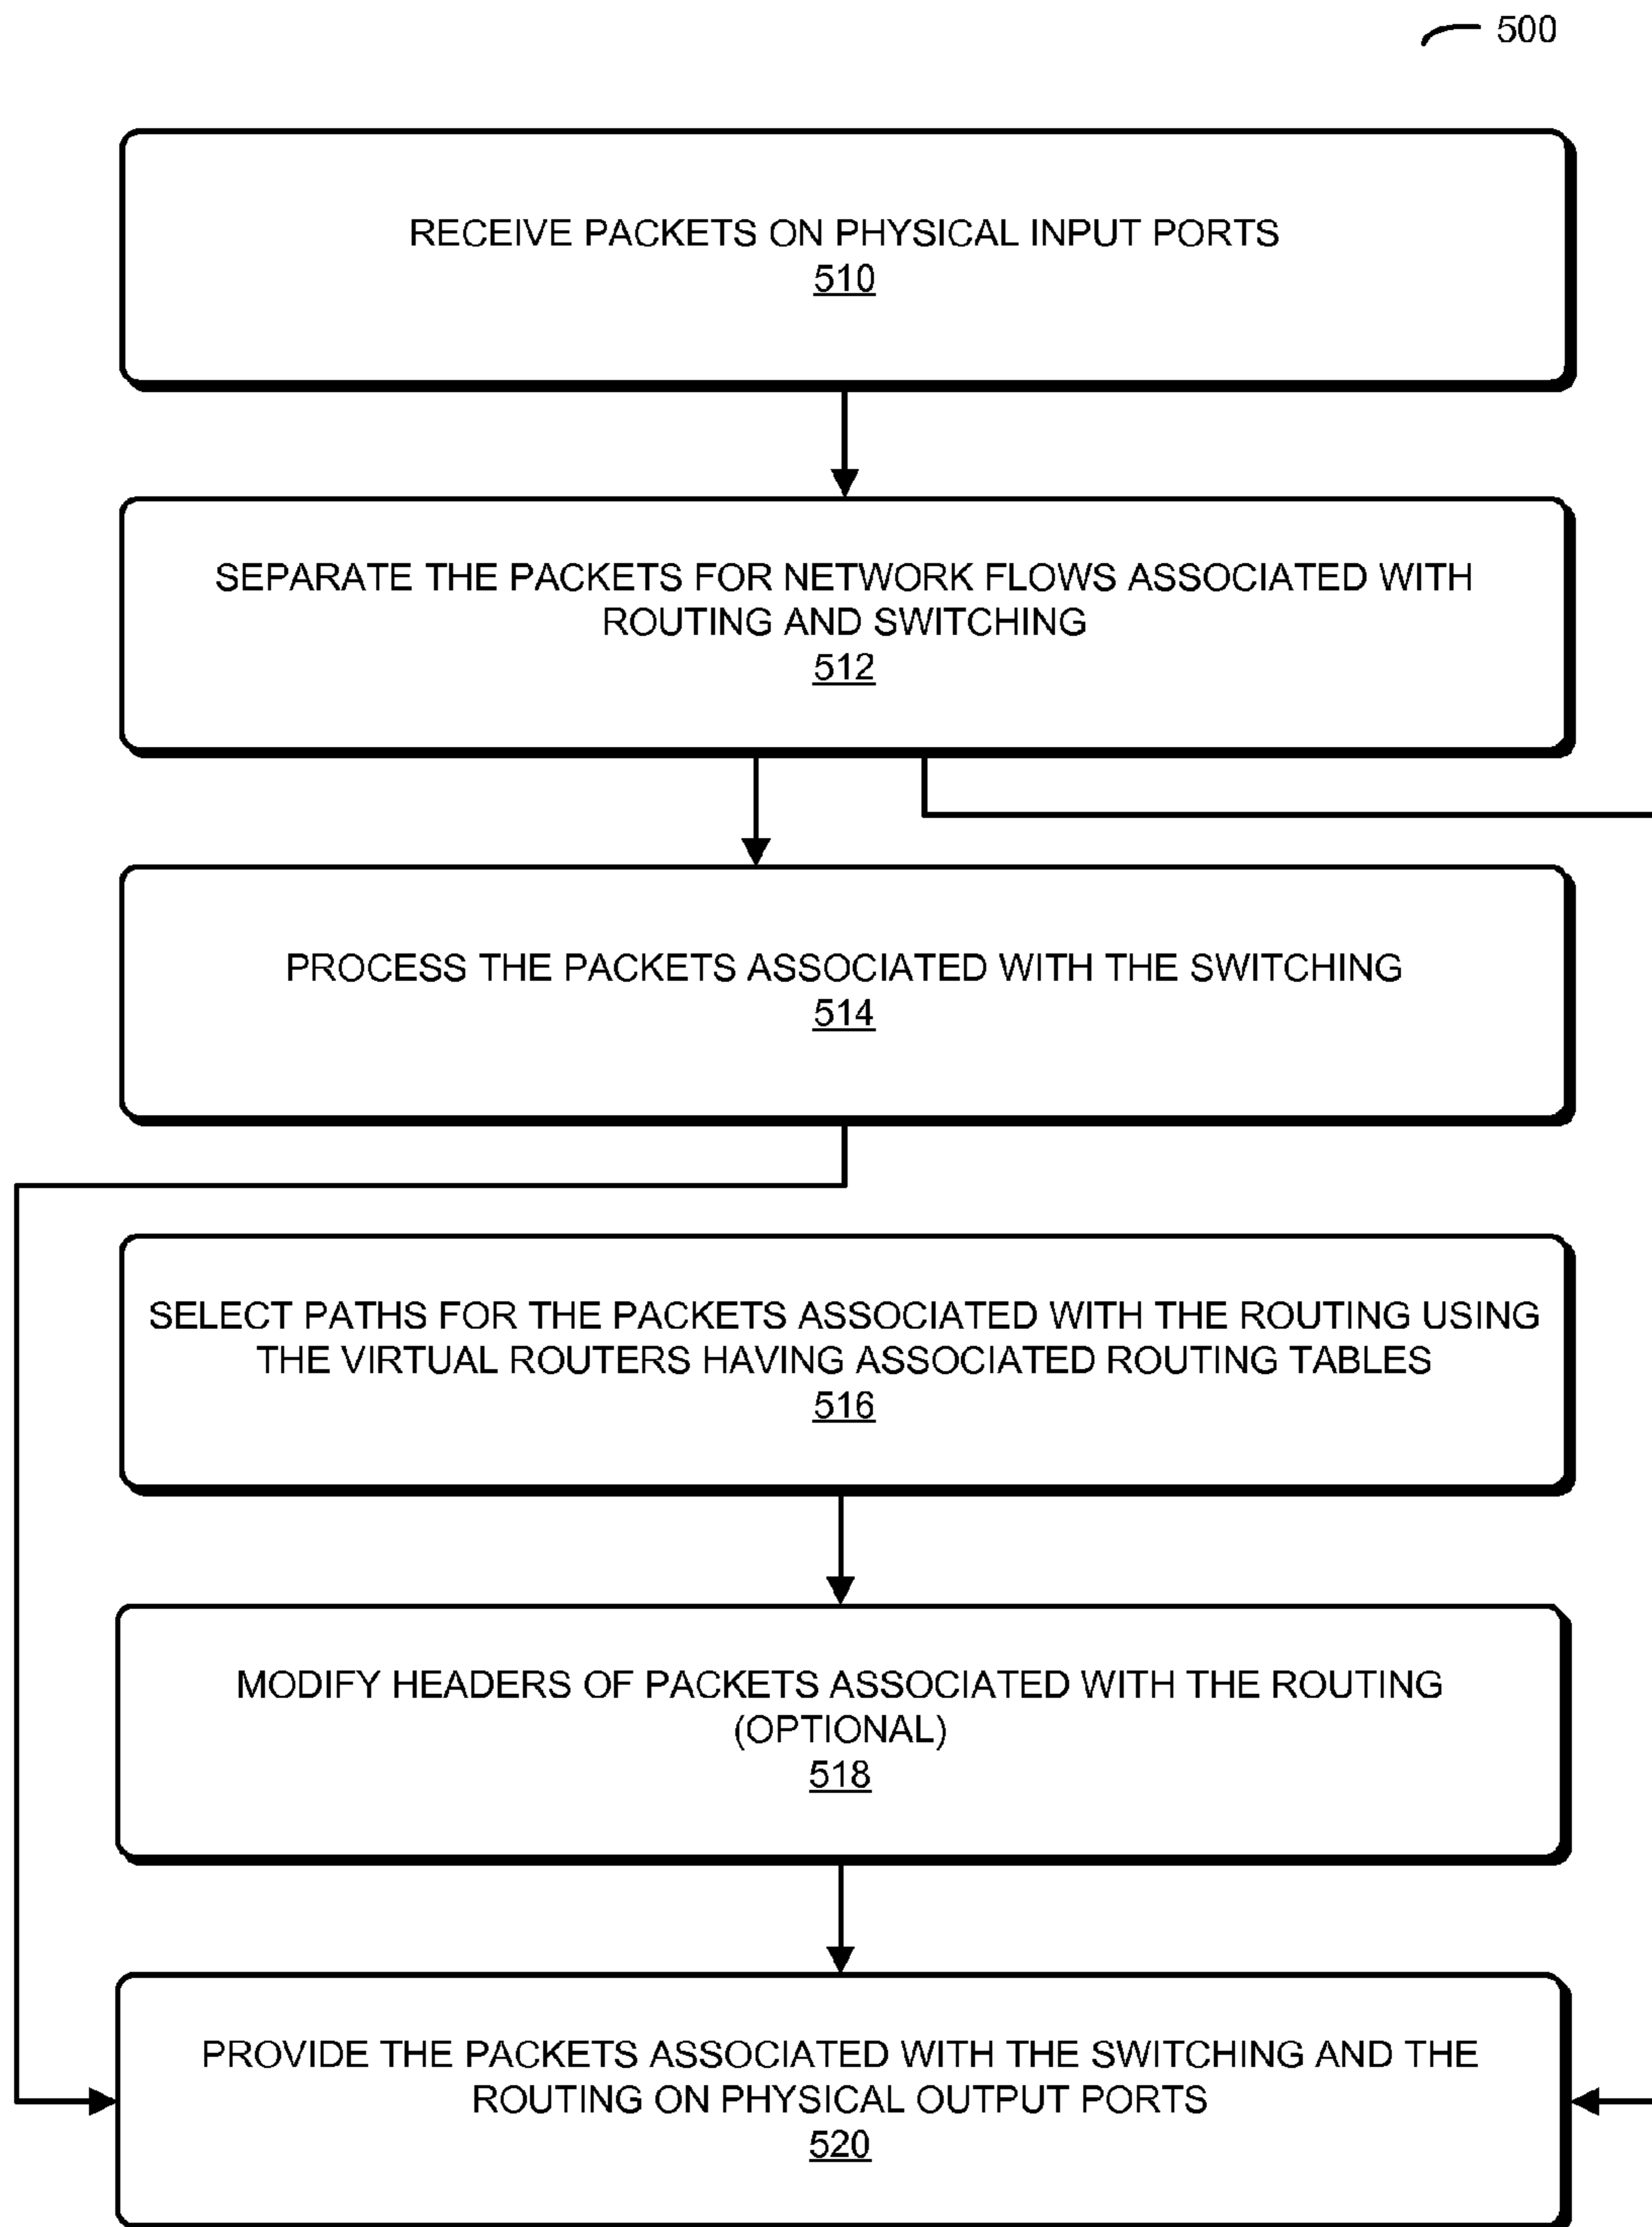 500
RECEIVE PACKETS ON PHYSICAL INPUT PORTS
510
SEPARATE THE PACKETS FOR NETWORK FLOWS ASSOCIATED WITH
ROUTING AND SWITCHING
512
PROCESS THE PACKETS ASSOCIATED WITH THE SWITCHING
514
SELECT PATHS FOR THE PACKETS ASSOCIATED WITH THE ROUTING USING
THE VIRTUAL ROUTERS HAVING ASSOCIATED ROUTING TABLES
516
MODIFY HEADERS OF PACKETS ASSOCIATED WITH THE ROUTING
(OPTIONAL)
518
PROVIDE THE PACKETS ASSOCIATED WITH THE SWITCHING AND THE
ROUTING ON PHYSICAL OUTPUT PORTS
520